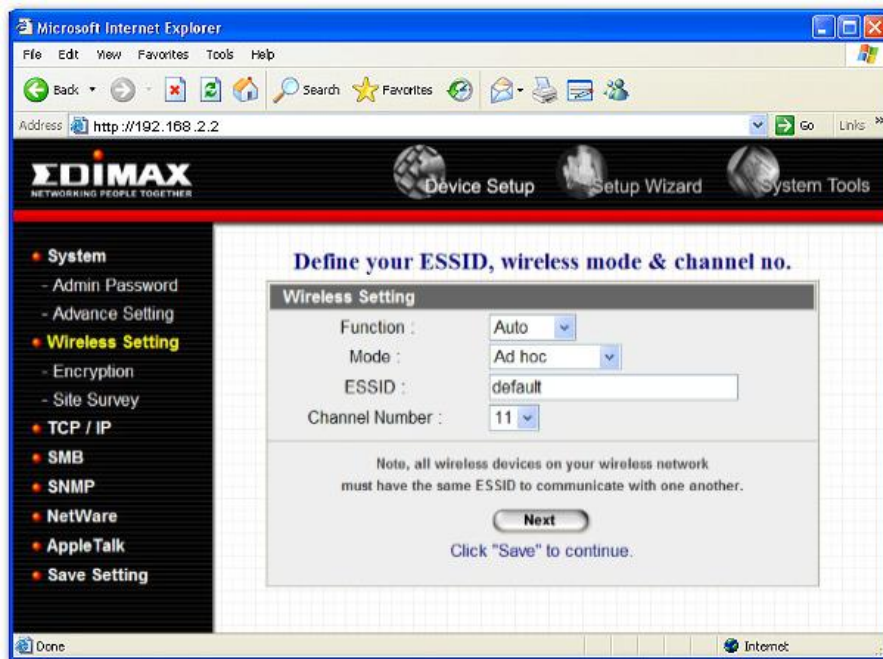 Microsoft Internet Explorer
File Edit View Favorites Tools Help
Back Search Favorites
Address http://192.168.2.2 Go Links »
EDIMAX
NETWORKING PEOPLE TOGETHER
Device Setup Setup Wizard System Tools
System
- Admin Password
- Advance Setting
Wireless Setting
- Encryption
- Site Survey
TCP / IP
SMB
SNMP
NetWare
AppleTalk
Save Setting
Define your ESSID, wireless mode & channel no.
Wireless Setting
Function : Auto
Mode : Ad hoc
ESSID : default
Channel Number : 11
Note, all wireless devices on your wireless network
must have the same ESSID to communicate with one another.
Next
Click "Save" to continue.
Done Internet